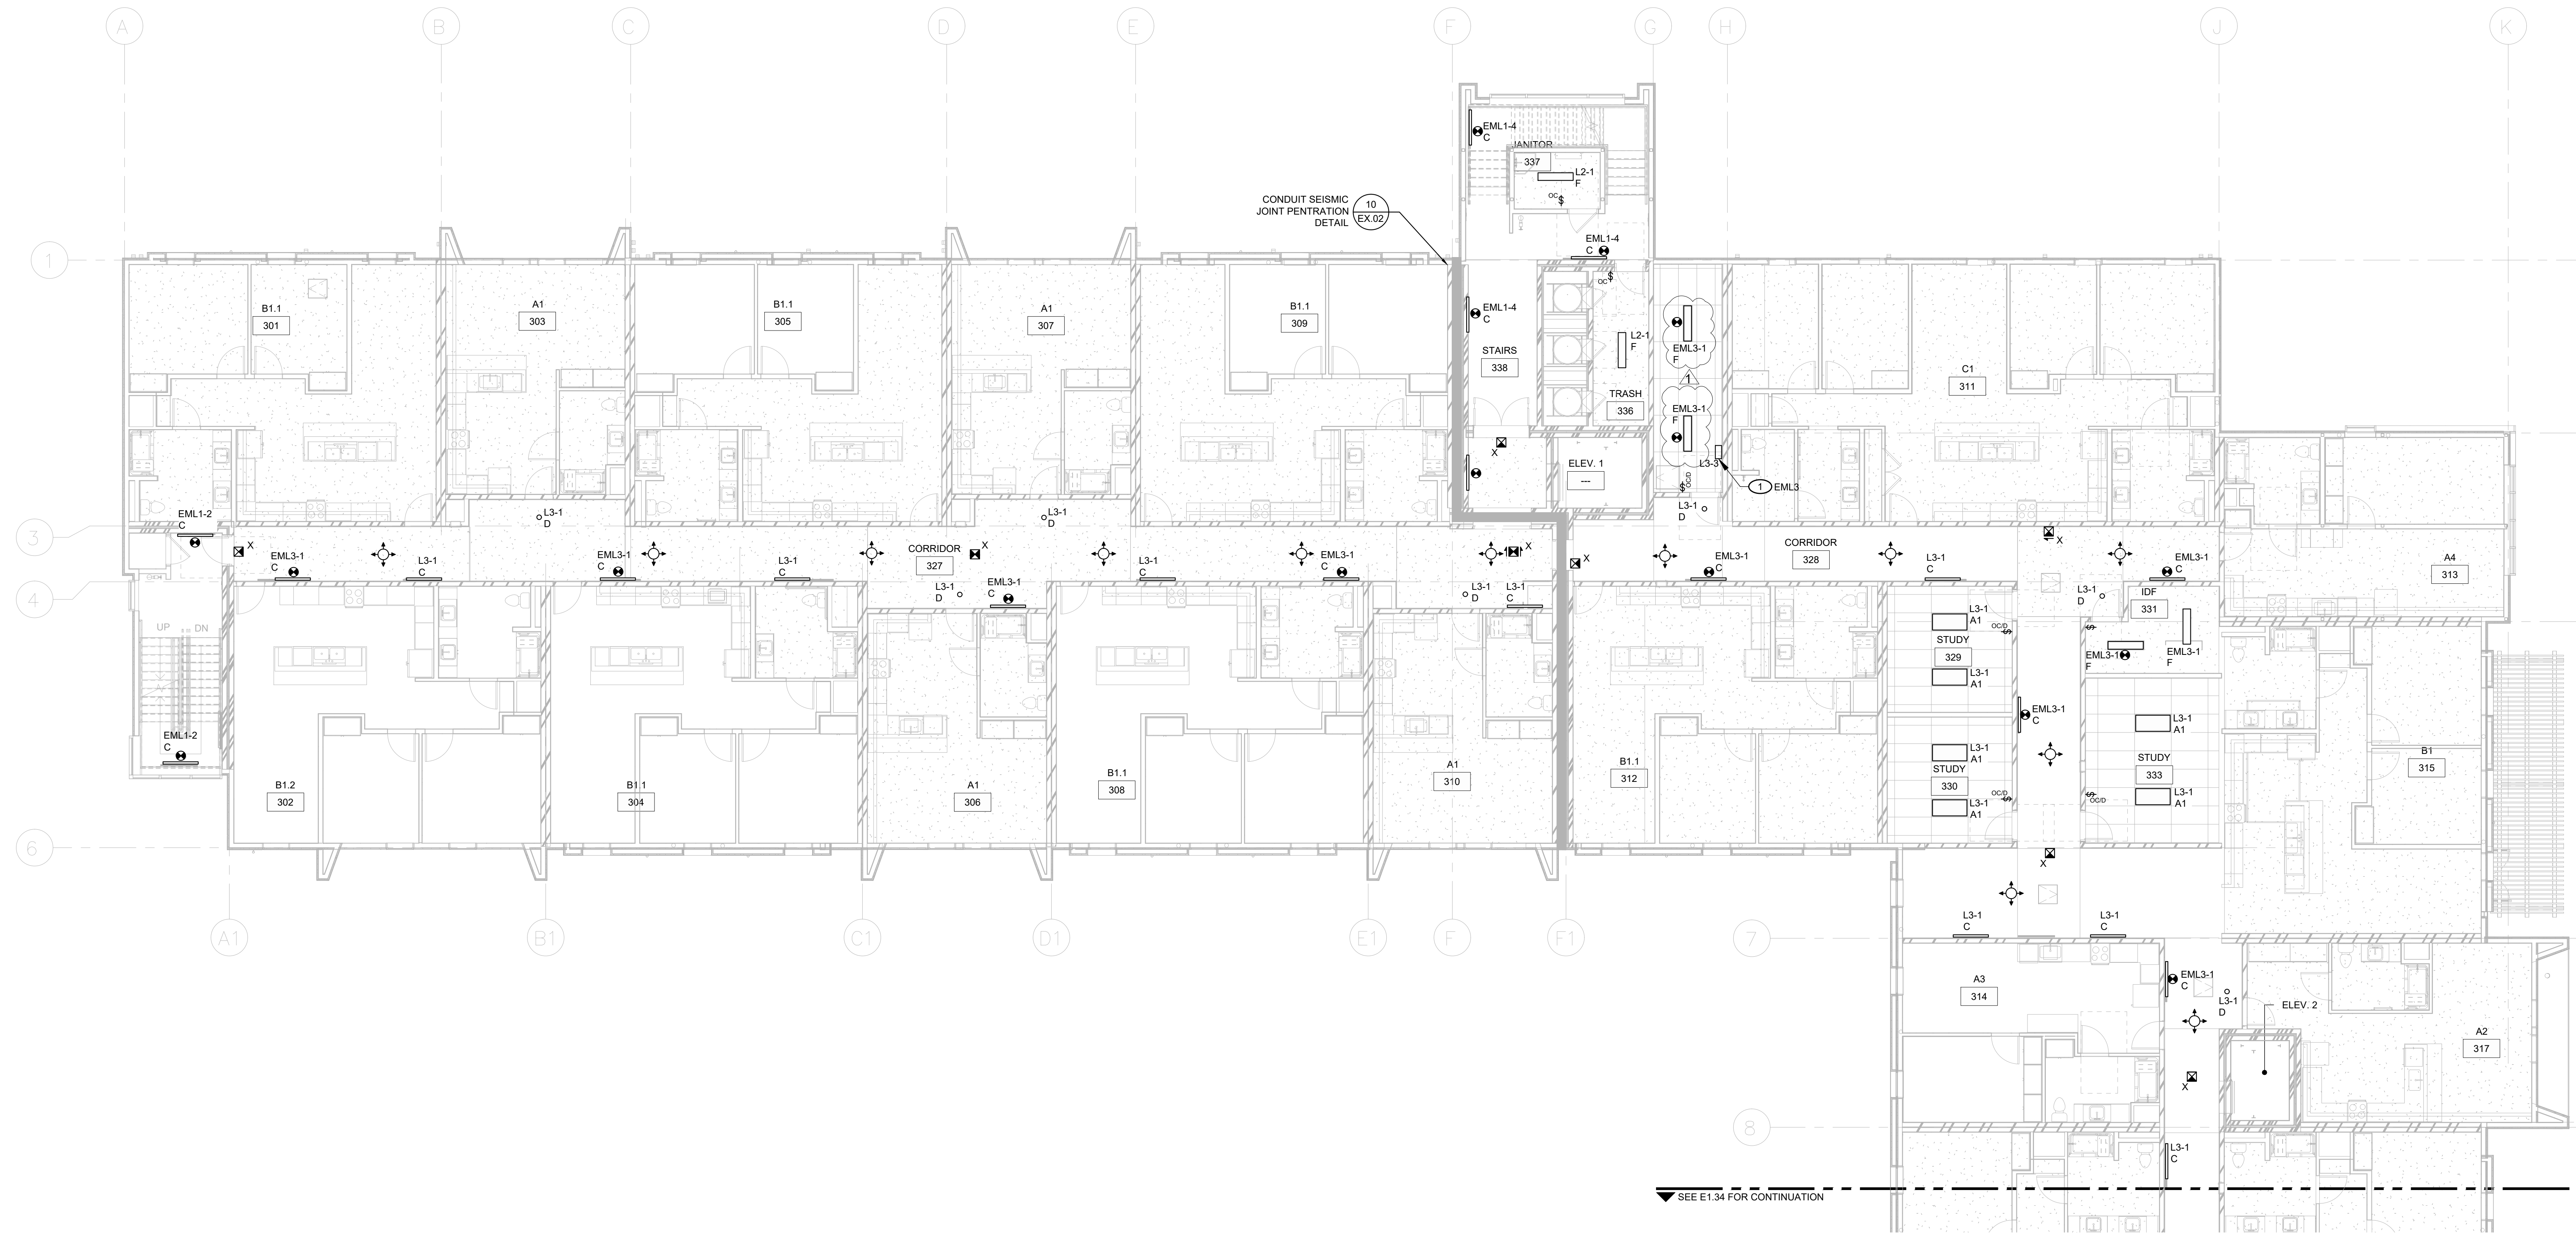 A
B
C
D
E
F
G
H
J
K
EML1-4
C
JANITOR
337
L2-1
F
OC
$
CONDUIT SEISMIC
JOINT PENTRATION
DETAIL
10
EX.02
EML1-4
C
1
OC
$
B1.1
301
A1
303
B1.1
305
A1
307
B1.1
309
EML1-4
C
STAIRS
338
L2-1
F
TRASH
336
EML3-1
F
1
EML3-1
F
L3-3
1
EML3
OC/D
$
C1
311
X
ELEV. 1
---
EML1-2
C
L3-1
D
L3-1
D
L3-1
D
3
X
EML3-1
C
L3-1
C
EML3-1
C
L3-1
C
CORRIDOR
327
X
L3-1
D
EML3-1
C
L3-1
C
EML3-1
C
L3-1
D
L3-1
C
X
X
EML3-1
C
CORRIDOR
328
L3-1
C
X
EML3-1
C
A4
313
4
L3-1
D
IDF
331
L3-1
A1
OC/D
$
$
STUDY
329
L3-1
A1
EML3-1
F
EML3-1
F
UP
DN
EML1-2
C
EML3-1
C
L3-1
A1
STUDY
330
L3-1
A1
OC/D
$
$
OC/D
L3-1
A1
STUDY
333
L3-1
A1
B1
315
B1.2
302
B1.1
304
A1
306
B1.1
308
A1
310
B1.1
312
6
X
A1
B1
C1
D1
E1
F
F1
7
L3-1
C
L3-1
C
A3
314
EML3-1
C
L3-1
D
ELEV. 2
A2
317
X
8
L3-1
C
SEE E1.34 FOR CONTINUATION